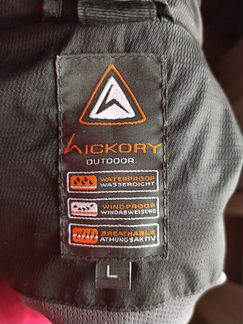 HICKORY
OUTDOOR
WATERPROOF
WASSERDICHT
WINDPROOF
WINDABWEISEND
BREATHABLE
ATMUNGSAKTIV
L